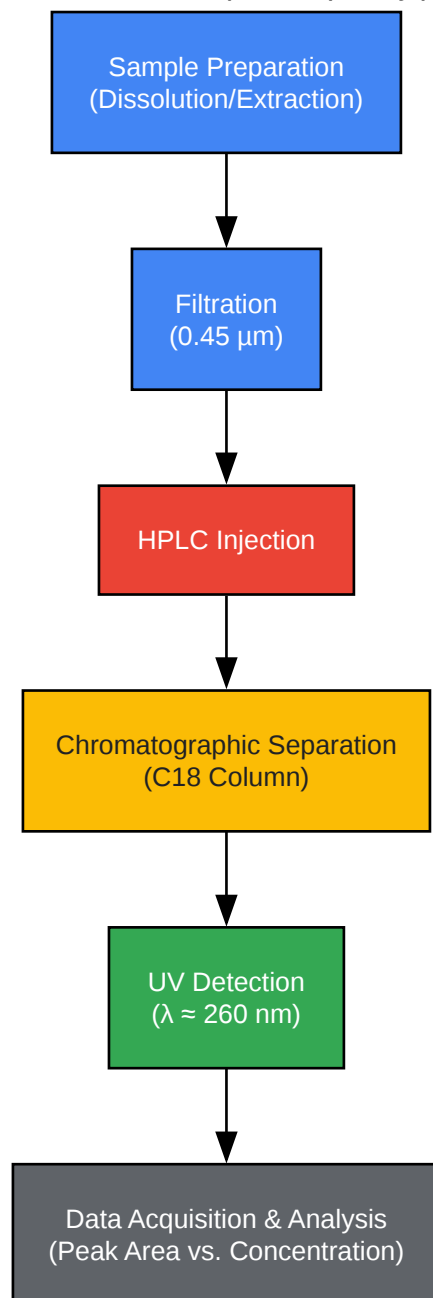 Sample Preparation
(Dissolution/Extraction)
Filtration
(0.45 µm)
HPLC Injection
Chromatographic Separation
(C18 Column)
UV Detection
(λ ≈ 260 nm)
Data Acquisition & Analysis
(Peak Area vs. Concentration)